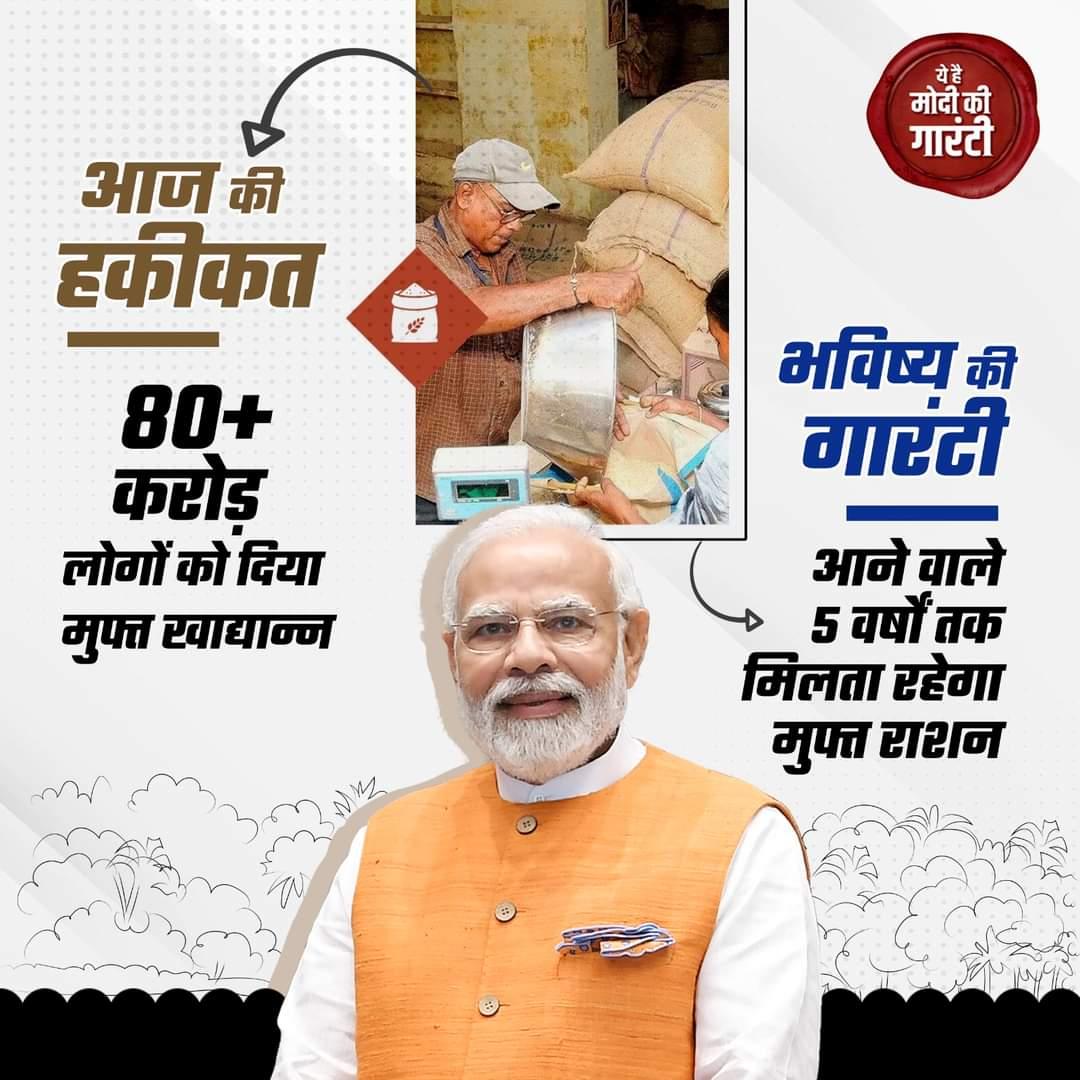 आज की
हकीकत
80+
करोड़
लोगों को दिया
मुफ्त खाद्यान्न
ये है
मोदी की
गारंटी
भविष्य की
गारंटी
आने वाले
5 वर्षों तक
मिलता रहेगा
मुफ्त राशन